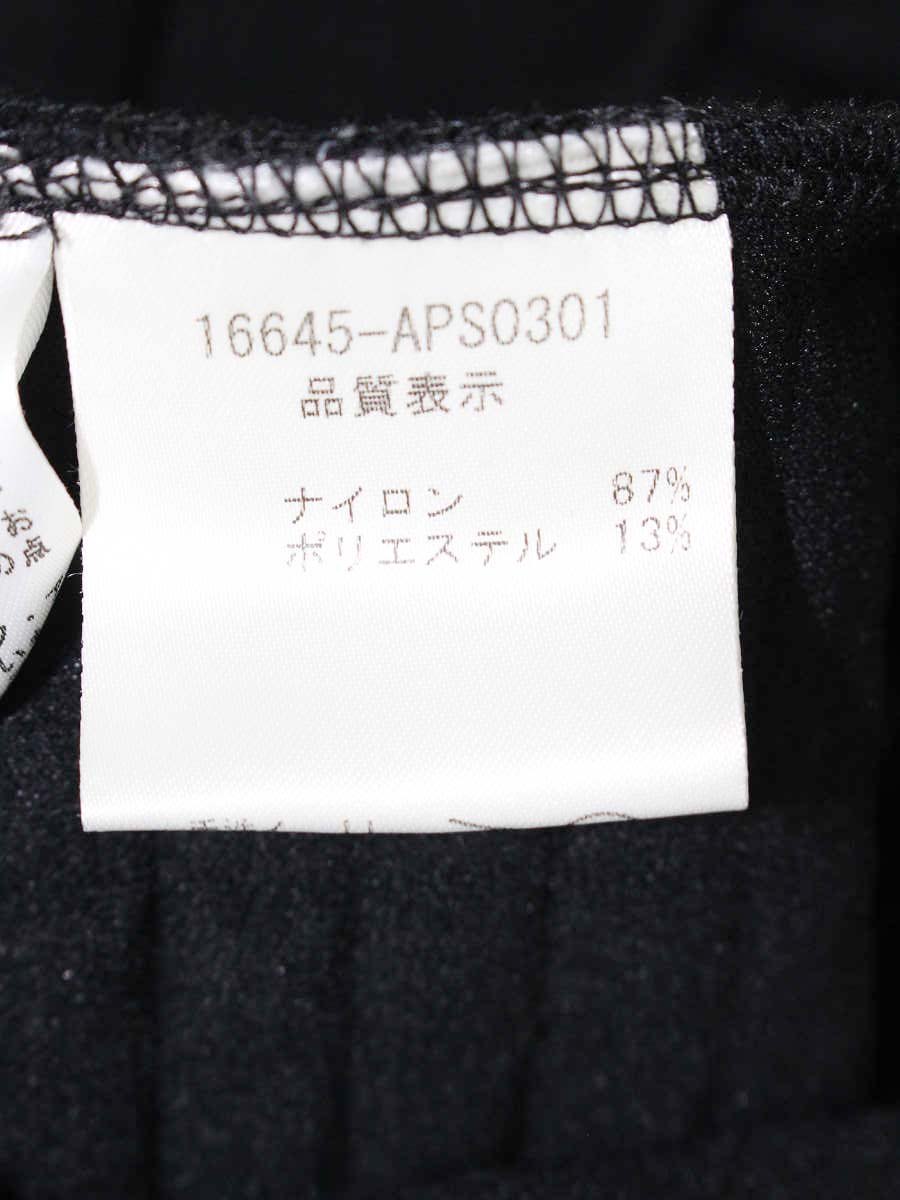 16645-APS0301
品質表示
ナイロン 87%
ポリエステル 13%